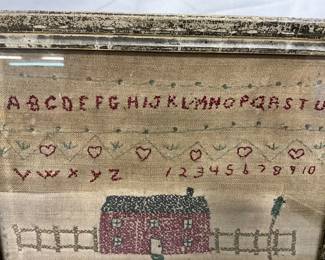 ABCDEFGHIJKLMNOPQRSTU
VWXYZ 12345678910